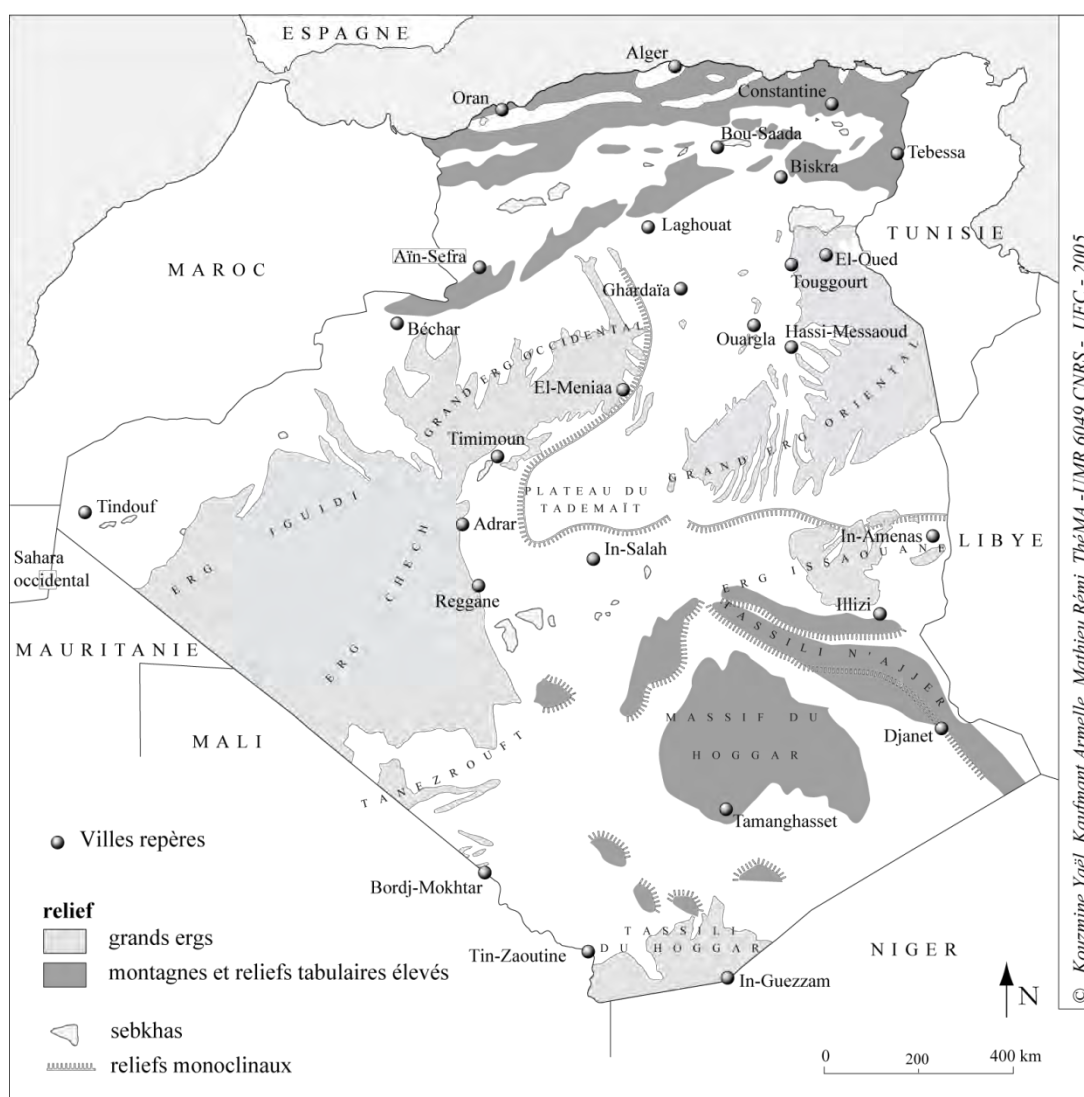 ESPAGNE
Alger
Oran
Constantine
Bou-Saada
Tebessa
Biskra
Laghouat
TUNISIE
MAROC
Aïn-Sefra
El-Oued
Touggourt
Ghardaïa
Béchar
Ouargla
Hassi-Messaoud
GRAND ERG OCCIDENTAL
El-Meniaa
GRAND ERG ORIENTAL
Timimoun
PLATEAU DU
TADEMAÏT
Tindouf
ERG IGUIDI
Adrar
In-Amenas
LIBYE
Sahara
occidental
In-Salah
ERG CHECH
ERG ISSAOUANE
Reggane
Illizi
TASSILI N'AJJER
MAURITANIE
MASSIF DU
HOGGAR
Djanet
MALI
TANEZROUFT
Tamanghasset
Villes repères
Bordj-Mokhtar
relief
grands ergs
montagnes et reliefs tabulaires élevés
sebkhas
reliefs monoclinaux
TASSILI
DU HOGGAR
Tin-Zaoutine
NIGER
In-Guezzam
N
0 200 400 km
© Kouzmine Yaël, Kaufmant Armelle, Mathieu Rémi, ThéMA -UMR 6049 CNRS - UFC - 2005